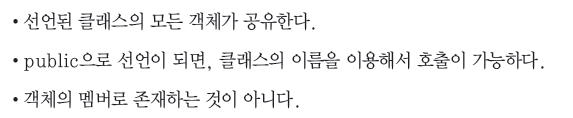 • 선언된 클래스의 모든 객체가 공유한다.
• public으로 선언이 되면, 클래스의 이름을 이용해서 호출이 가능하다.
• 객체의 멤버로 존재하는 것이 아니다.